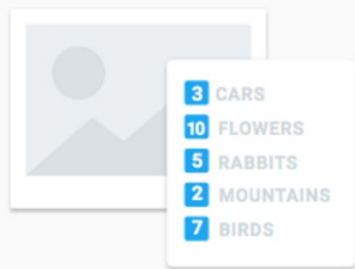 3 CARS
10 FLOWERS
5 RABBITS
2 MOUNTAINS
7 BIRDS